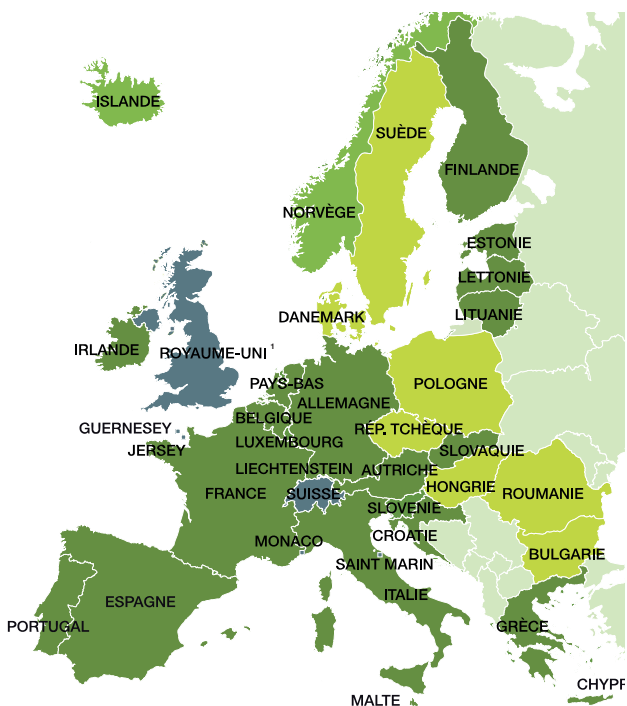 ISLANDE
SUÈDE
FINLANDE
NORVÈGE
ESTONIE
LETTONIE
LITUANIE
DANEMARK
IRLANDE
ROYAUME-UNI 1
PAYS-BAS
POLOGNE
ALLEMAGNE
BELGIQUE
GUERNESEY
RÉP. TCHÈQUE
JERSEY
LUXEMBOURG
SLOVAQUIE
LIECHTENSTEIN
AUTRICHE
HONGRIE
FRANCE
SUISSE
ROUMANIE
SLOVENIE
CROATIE
MONACO
BULGARIE
SAINT MARIN
ESPAGNE
ITALIE
PORTUGAL
GRÈCE
CHYPR
MALTE